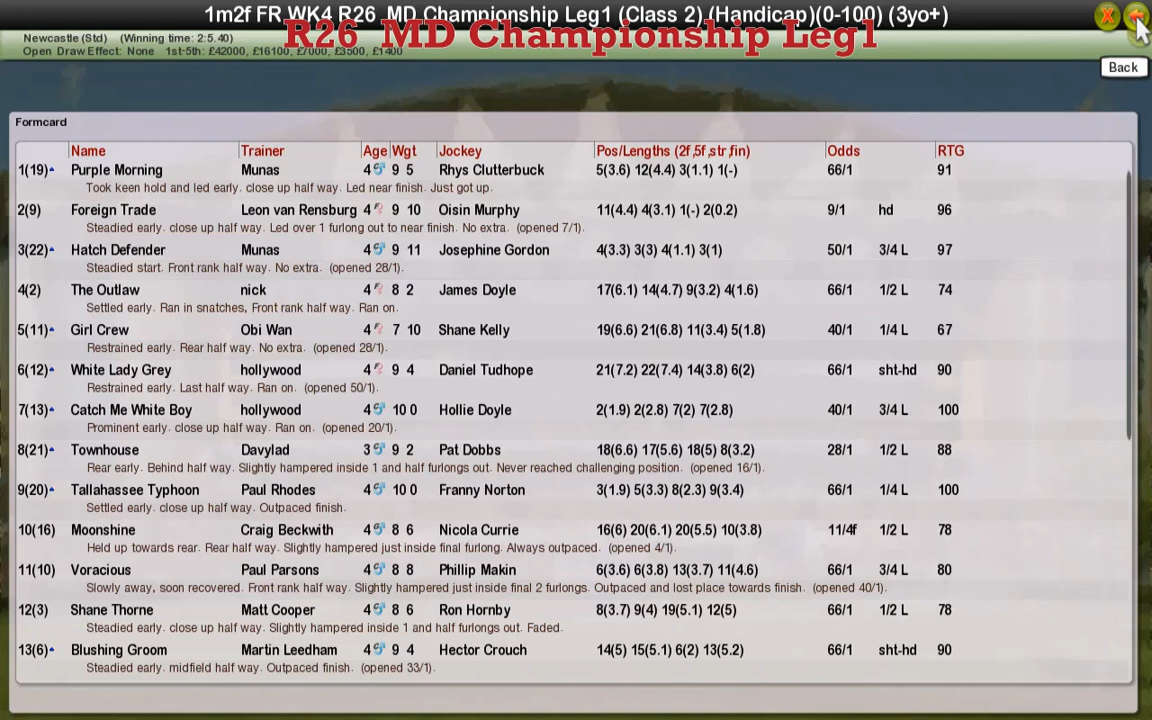 1m2f FR WK4 R26 MD Championship Leg1 (Class 2) (Handicap)(0-100) (3yo+)
R26 MD Championship Leg1
Newcastle (Std) (Winning time: 2:5.40)
Open Draw Effect: None 1st-5th: £42000, £16100, £7000, £3500, £1400
X
Back
Formcard
Name Trainer Age Wgt Jockey Pos/Lengths (2f,5f,str,fin) Odds RTG
1(19) Purple Morning Munas 4 9 5 Rhys Clutterbuck 5(3.6) 12(4.4) 3(1.1) 1(-) 66/1 91
Took keen hold and led early. close up half way. Led near finish. Just got up.
2(9) Foreign Trade Leon van Rensburg 4 9 10 Oisin Murphy 11(4.4) 4(3.1) 1(-) 2(0.2) 9/1 hd 96
Steadied early. close up half way. Led over 1 furlong out to near finish. No extra. (opened 7/1).
3(22) Hatch Defender Munas 4 9 11 Josephine Gordon 4(3.3) 3(3) 4(1.1) 3(1) 50/1 3/4 L 97
Steadied start. Front rank half way. No extra. (opened 28/1).
4(2) The Outlaw nick 4 8 2 James Doyle 17(6.1) 14(4.7) 9(3.2) 4(1.6) 66/1 1/2 L 74
Settled early. Ran in snatches, Front rank half way. Ran on.
5(11) Girl Crew Obi Wan 4 7 10 Shane Kelly 19(6.6) 21(6.8) 11(3.4) 5(1.8) 40/1 1/4 L 67
Restrained early. Rear half way. No extra. (opened 28/1).
6(12) White Lady Grey hollywood 4 9 4 Daniel Tudhope 21(7.2) 22(7.4) 14(3.8) 6(2) 66/1 sht-hd 90
Restrained early. Last half way. Ran on. (opened 50/1).
7(13) Catch Me White Boy hollywood 4 10 0 Hollie Doyle 2(1.9) 2(2.8) 7(2) 7(2.8) 40/1 3/4 L 100
Prominent early. close up half way. Ran on. (opened 20/1).
8(21) Townhouse Davylad 3 9 2 Pat Dobbs 18(6.6) 17(5.6) 18(5) 8(3.2) 28/1 1/2 L 88
Rear early. Behind half way. Slightly hampered inside 1 and half furlongs out. Never reached challenging position. (opened 16/1).
9(20) Tallahassee Typhoon Paul Rhodes 4 10 0 Franny Norton 3(1.9) 5(3.3) 8(2.3) 9(3.4) 66/1 1/4 L 100
Settled early. close up half way. Outpaced finish.
10(16) Moonshine Craig Beckwith 4 8 6 Nicola Currie 16(6) 20(6.1) 20(5.5) 10(3.8) 11/4f 1/2 L 78
Held up towards rear. Rear half way. Slightly hampered just inside final furlong. Always outpaced. (opened 4/1).
11(10) Voracious Paul Parsons 4 8 8 Phillip Makin 6(3.6) 6(3.8) 13(3.7) 11(4.6) 66/1 3/4 L 80
Slowly away, soon recovered. Front rank half way. Slightly hampered just inside final 2 furlongs. Outpaced and lost place towards finish. (opened 40/1).
12(3) Shane Thorne Matt Cooper 4 8 6 Ron Hornby 8(3.7) 9(4) 19(5.1) 12(5) 66/1 1/2 L 78
Steadied early. close up half way. Slightly hampered inside 1 and half furlongs out. Faded.
13(6) Blushing Groom Martin Leedham 4 9 4 Hector Crouch 14(5) 15(5.1) 6(2) 13(5.2) 66/1 sht-hd 90
Steadied early. midfield half way. Outpaced finish. (opened 33/1).